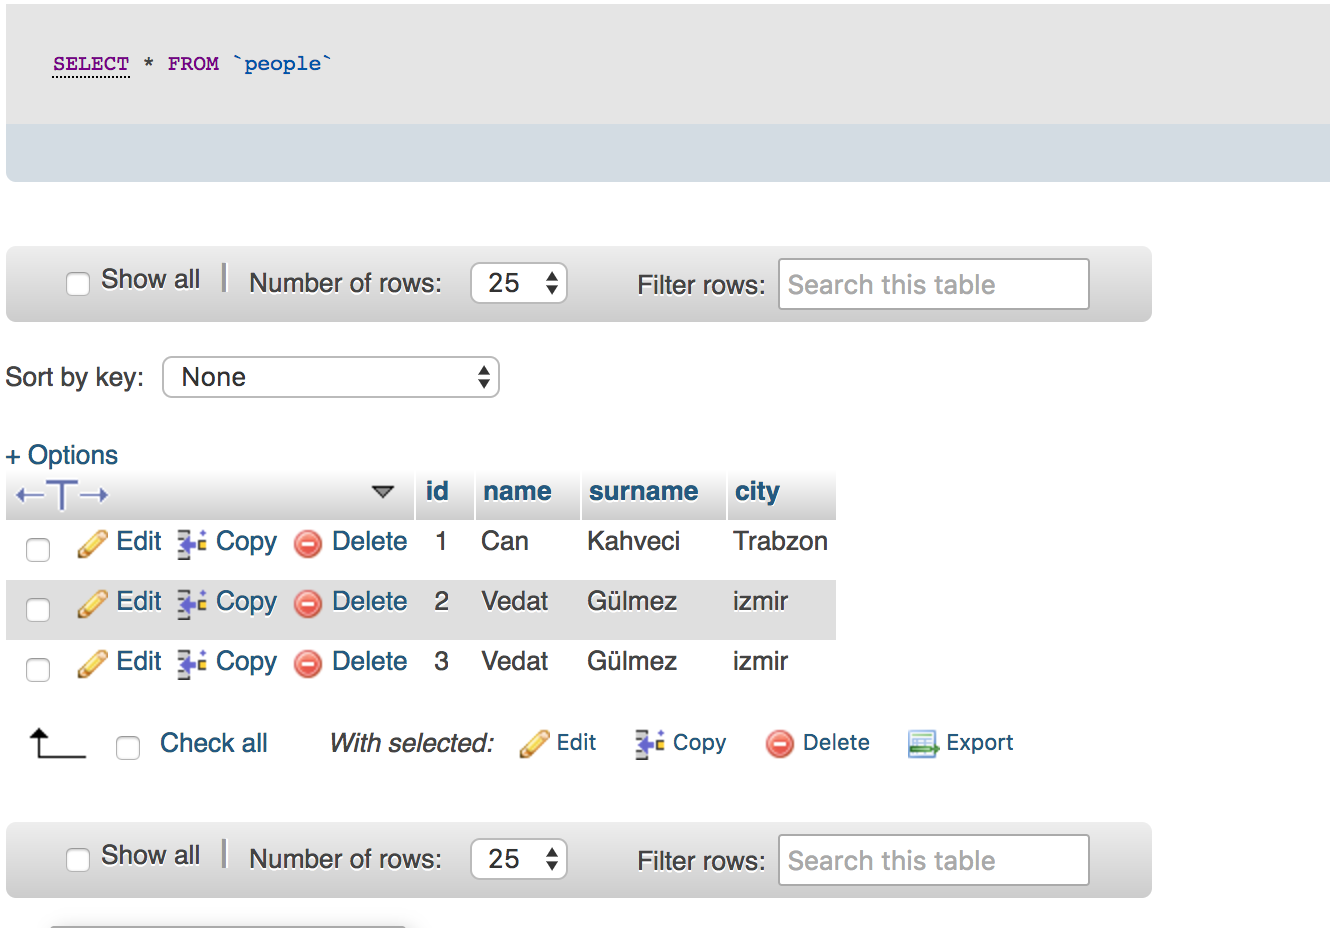 SELECT * FROM `people`
Show all Number of rows: 25 Filter rows: Search this table
Sort by key: None
+ Options
←T→ id name surname city
Edit Copy Delete 1 Can Kahveci Trabzon
Edit Copy Delete 2 Vedat Gülmez izmir
Edit Copy Delete 3 Vedat Gülmez izmir
Check all With selected: Edit Copy Delete Export
Show all Number of rows: 25 Filter rows: Search this table